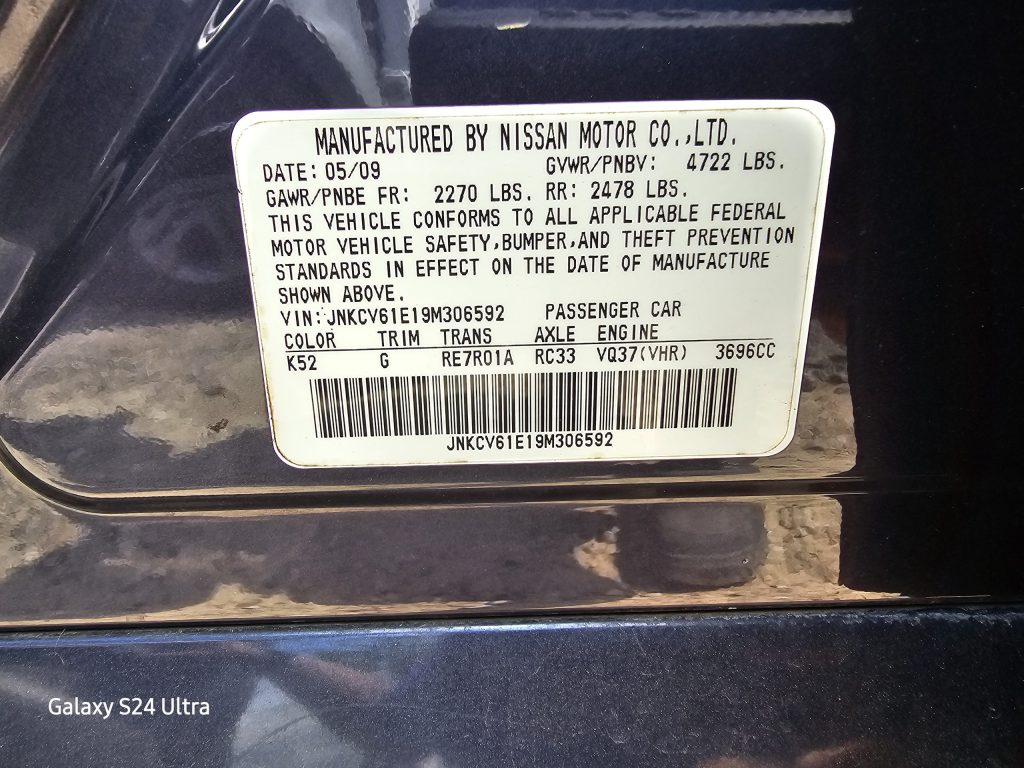 MANUFACTURED BY NISSAN MOTOR CO.,LTD.
DATE: 05/09 GVWR/PNBV: 4722 LBS.
GAWR/PNBE FR: 2270 LBS. RR: 2478 LBS.
THIS VEHICLE CONFORMS TO ALL APPLICABLE FEDERAL
MOTOR VEHICLE SAFETY,BUMPER,AND THEFT PREVENTION
STANDARDS IN EFFECT ON THE DATE OF MANUFACTURE
SHOWN ABOVE.
VIN:JNKCV61E19M306592 PASSENGER CAR
COLOR TRIM TRANS AXLE ENGINE
K52 G RE7R01A RC33 VQ37(VHR) 3696CC
JNKCV61E19M306592
Galaxy S24 Ultra